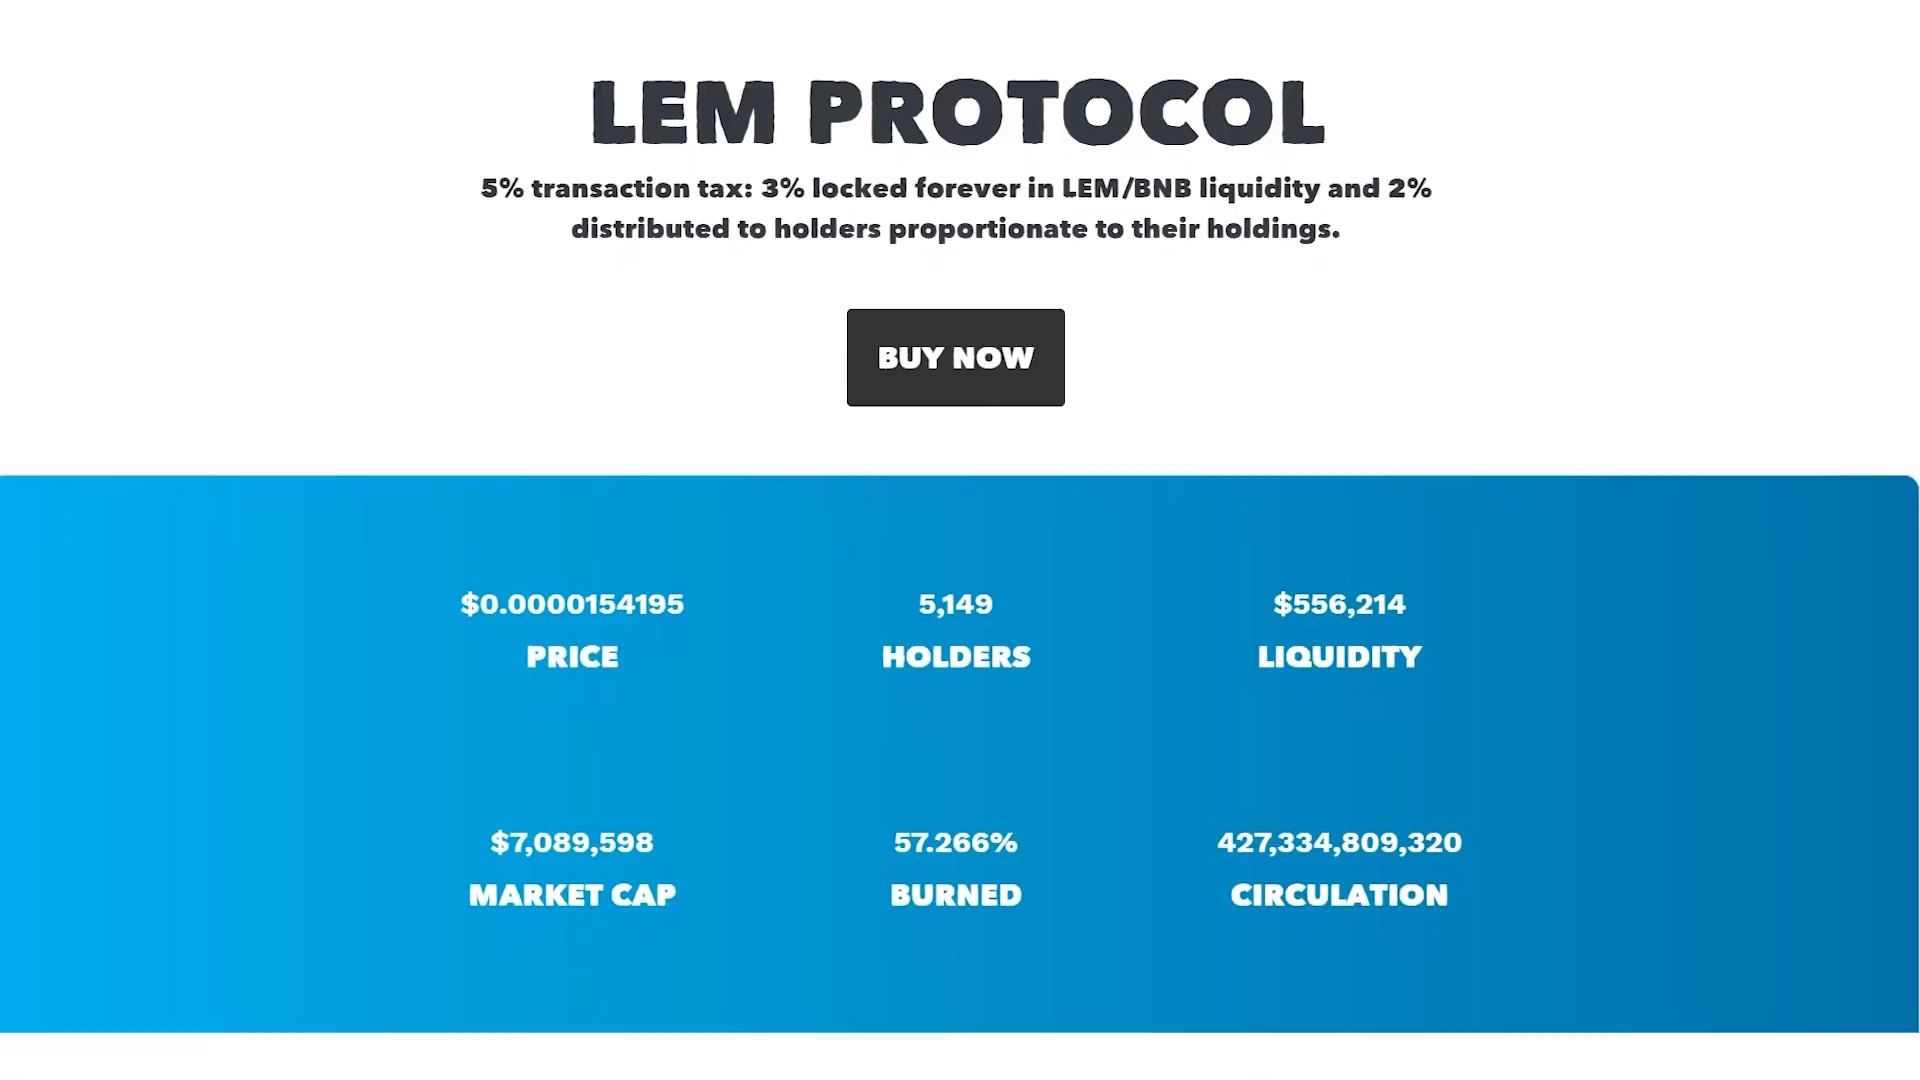 LEM PROTOCOL
5% transaction tax: 3% locked forever in LEM/BNB liquidity and 2%
distributed to holders proportionate to their holdings.
BUY NOW
$0.0000154195
PRICE
5,149
HOLDERS
$556,214
LIQUIDITY
$7,089,598
MARKET CAP
57.266%
BURNED
427,334,809,320
CIRCULATION